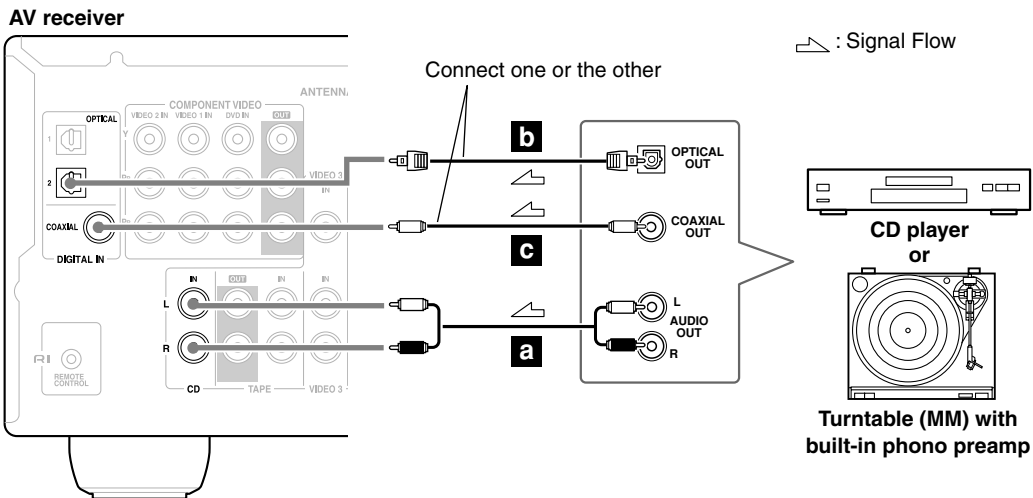 AV receiver
: Signal Flow
Connect one or the other
ANTENNA
COMPONENT VIDEO
OPTICAL
VIDEO 2 IN VIDEO 1 IN DVD IN OUT
1
Y
b
OPTICAL
OUT
2
PB
VIDEO 3
IN
COAXIAL
PR
COAXIAL
OUT
c
DIGITAL IN
CD player
or
IN OUT IN IN
L
L
AUDIO
OUT
R
R
a
RI
REMOTE
CONTROL
CD TAPE VIDEO 3
Turntable (MM) with
built-in phono preamp